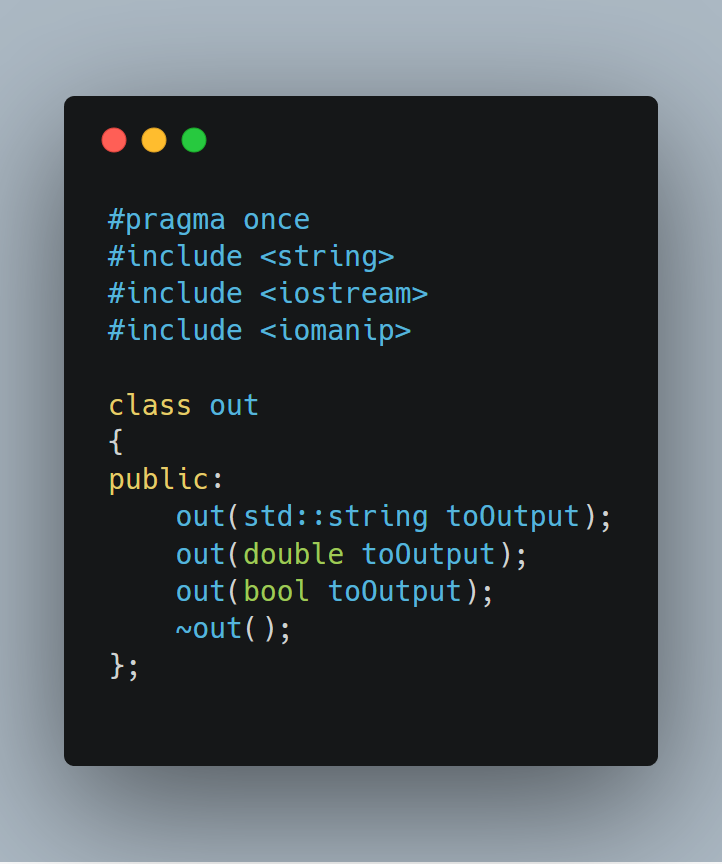 #pragma once
#include <string>
#include <iostream>
#include <iomanip>

class out
{
public:
    out(std::string toOutput);
    out(double toOutput);
    out(bool toOutput);
    ~out();
};